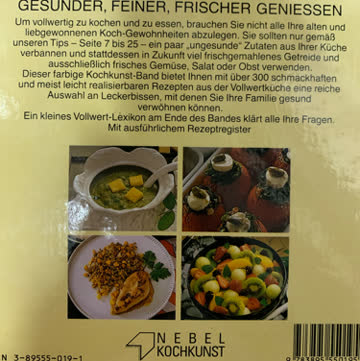 GESÜNDER, FEINER, FRISCHER GENIESSEN
Um vollwertig zu kochen und zu essen, brauchen Sie nicht alle Ihre alten und
liebgewonnenen Koch-Gewohnheiten abzulegen. Sie sollten nur gemäß
unseren Tips – Seite 7 bis 25 – ein paar „ungesunde" Zutaten aus Ihrer Küche
verbannen und stattdessen in Zukunft viel frischgemahlenes Getreide und
ausschließlich frisches Gemüse, Salat oder Obst verwenden.
Dieser farbige Kochkunst-Band bietet Ihnen mit über 300 schmackhaften
und meist leicht realisierbaren Rezepten aus der Vollwertküche eine reiche
Auswahl an Leckerbissen, mit denen Sie Ihre Familie gesund
verwöhnen können.
Ein kleines Vollwert-Lexikon am Ende des Bandes klärt alle Ihre Fragen.
Mit ausführlichem Rezeptregister
NEBEL
KOCHKUNST
N 3-89555-019-1
9 783895 550195